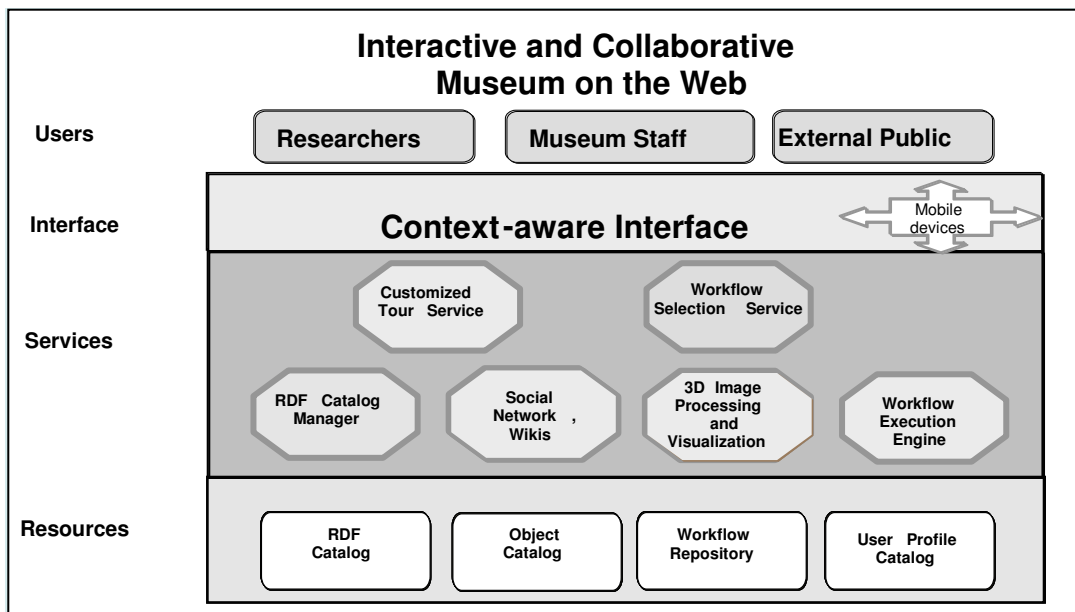 Interactive and Collaborative
Museum on the Web
Users
Researchers
Museum Staff
External Public
Interface
Context-aware Interface
Mobile
devices
Services
Customized
Tour Service
Workflow
Selection Service
RDF Catalog
Manager
Social
Network ,
Wikis
3D Image
Processing
and
Visualization
Workflow
Execution
Engine
Resources
RDF
Catalog
Object
Catalog
Workflow
Repository
User Profile
Catalog